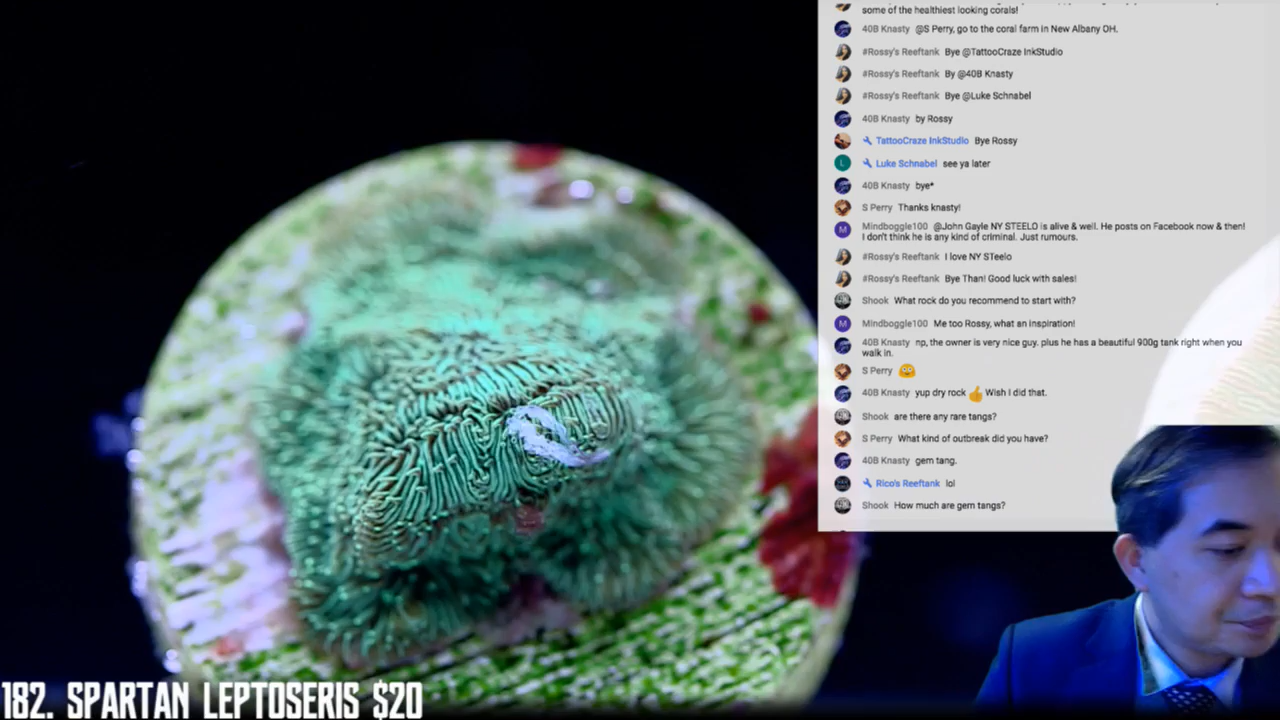 some of the healthiest looking corals!
40B Knasty @S Perry, go to the coral farm in New Albany OH.
#Rossy's Reeftank Bye @TattooCraze InkStudio
#Rossy's Reeftank By @40B Knasty
#Rossy's Reeftank Bye @Luke Schnabel
40B Knasty by Rossy
TattooCraze InkStudio Bye Rossy
L Luke Schnabel see ya later
40B Knasty bye*
S Perry Thanks knasty!
M Mindboggle100 @John Gayle NY STEELO is alive & well. He posts on Facebook now & then!
I don't think he is any kind of criminal. Just rumours.
#Rossy's Reeftank I love NY STeelo
#Rossy's Reeftank Bye Than! Good luck with sales!
Shook What rock do you recommend to start with?
M Mindboggle100 Me too Rossy, what an inspiration!
40B Knasty np, the owner is very nice guy. plus he has a beautiful 900g tank right when you
walk in.
S Perry
40B Knasty yup dry rock 👍 Wish I did that.
Shook are there any rare tangs?
S Perry What kind of outbreak did you have?
40B Knasty gem tang.
Rico's Reeftank lol
Shook How much are gem tangs?
182. SPARTAN LEPTOSERIS $20